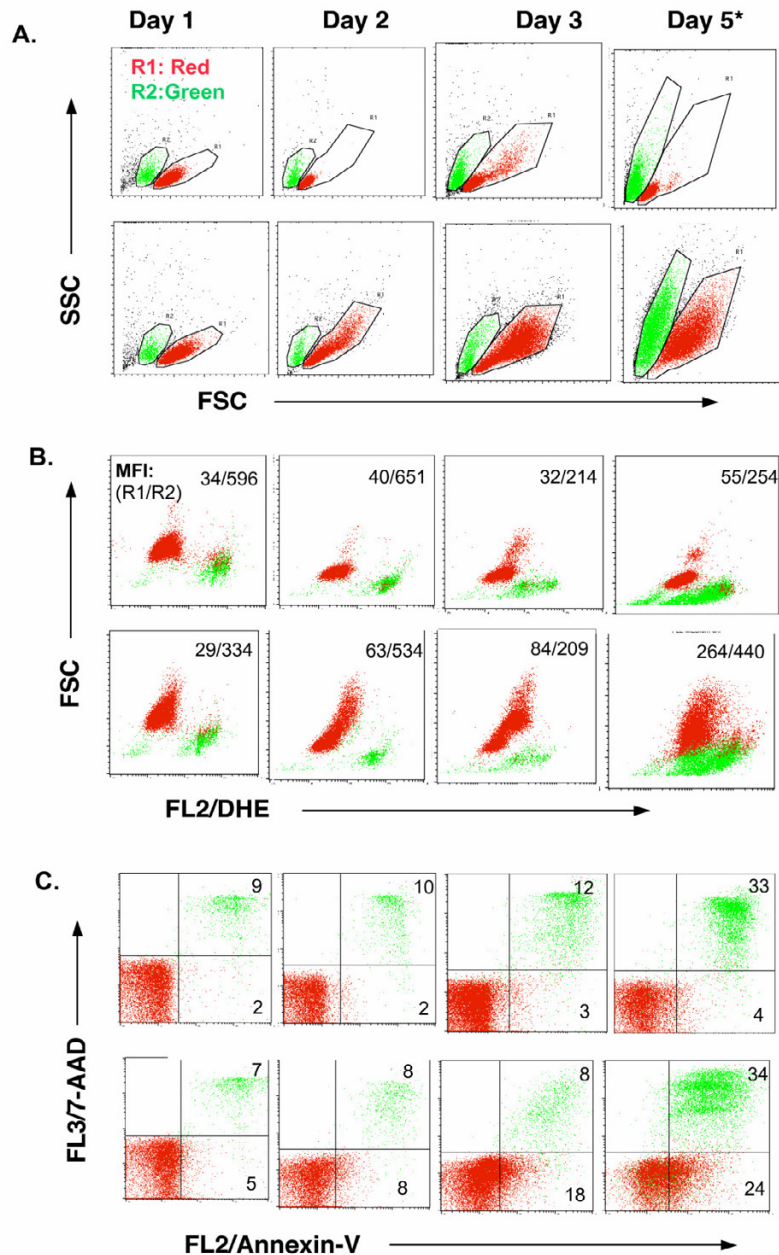 Day 1 Day 2 Day 3 Day 5*
A.
R1: Red
R2:Green
R2 R1
R2 R1
R2 R1
R1
SSC
R2 R1
R2 R1
R2 R1
R1
FSC
B.
MFI:
(R1/R2)
34/596 40/651 32/214 55/254
29/334 63/534 84/209 264/440
FSC
FL2/DHE
C.
9 10 12 33
2 2 3 4
7 8 8 34
5 8 18 24
FL3/7-AAD
FL2/Annexin-V